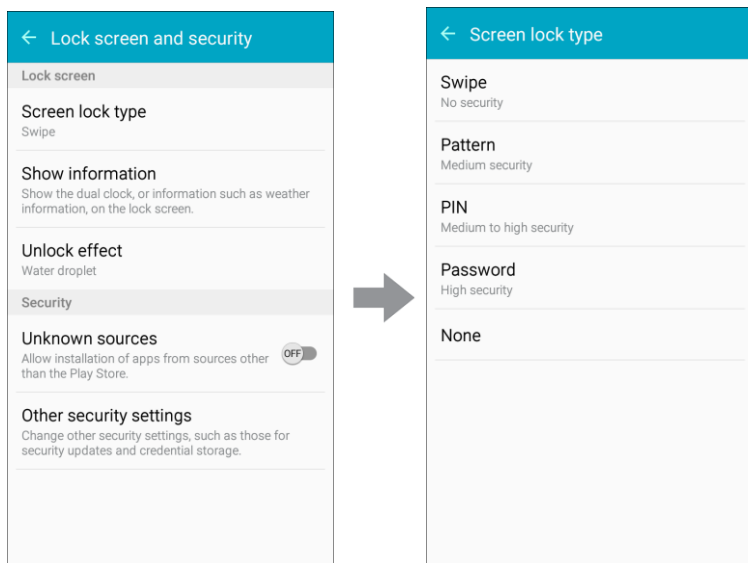 Lock screen and security
Lock screen
Screen lock type
Swipe
Show information
Show the dual clock, or information such as weather
information, on the lock screen.
Unlock effect
Water droplet
Security
Unknown sources
Allow installation of apps from sources other
than the Play Store.
OFF
Other security settings
Change other security settings, such as those for
security updates and credential storage.
Screen lock type
Swipe
No security
Pattern
Medium security
PIN
Medium to high security
Password
High security
None